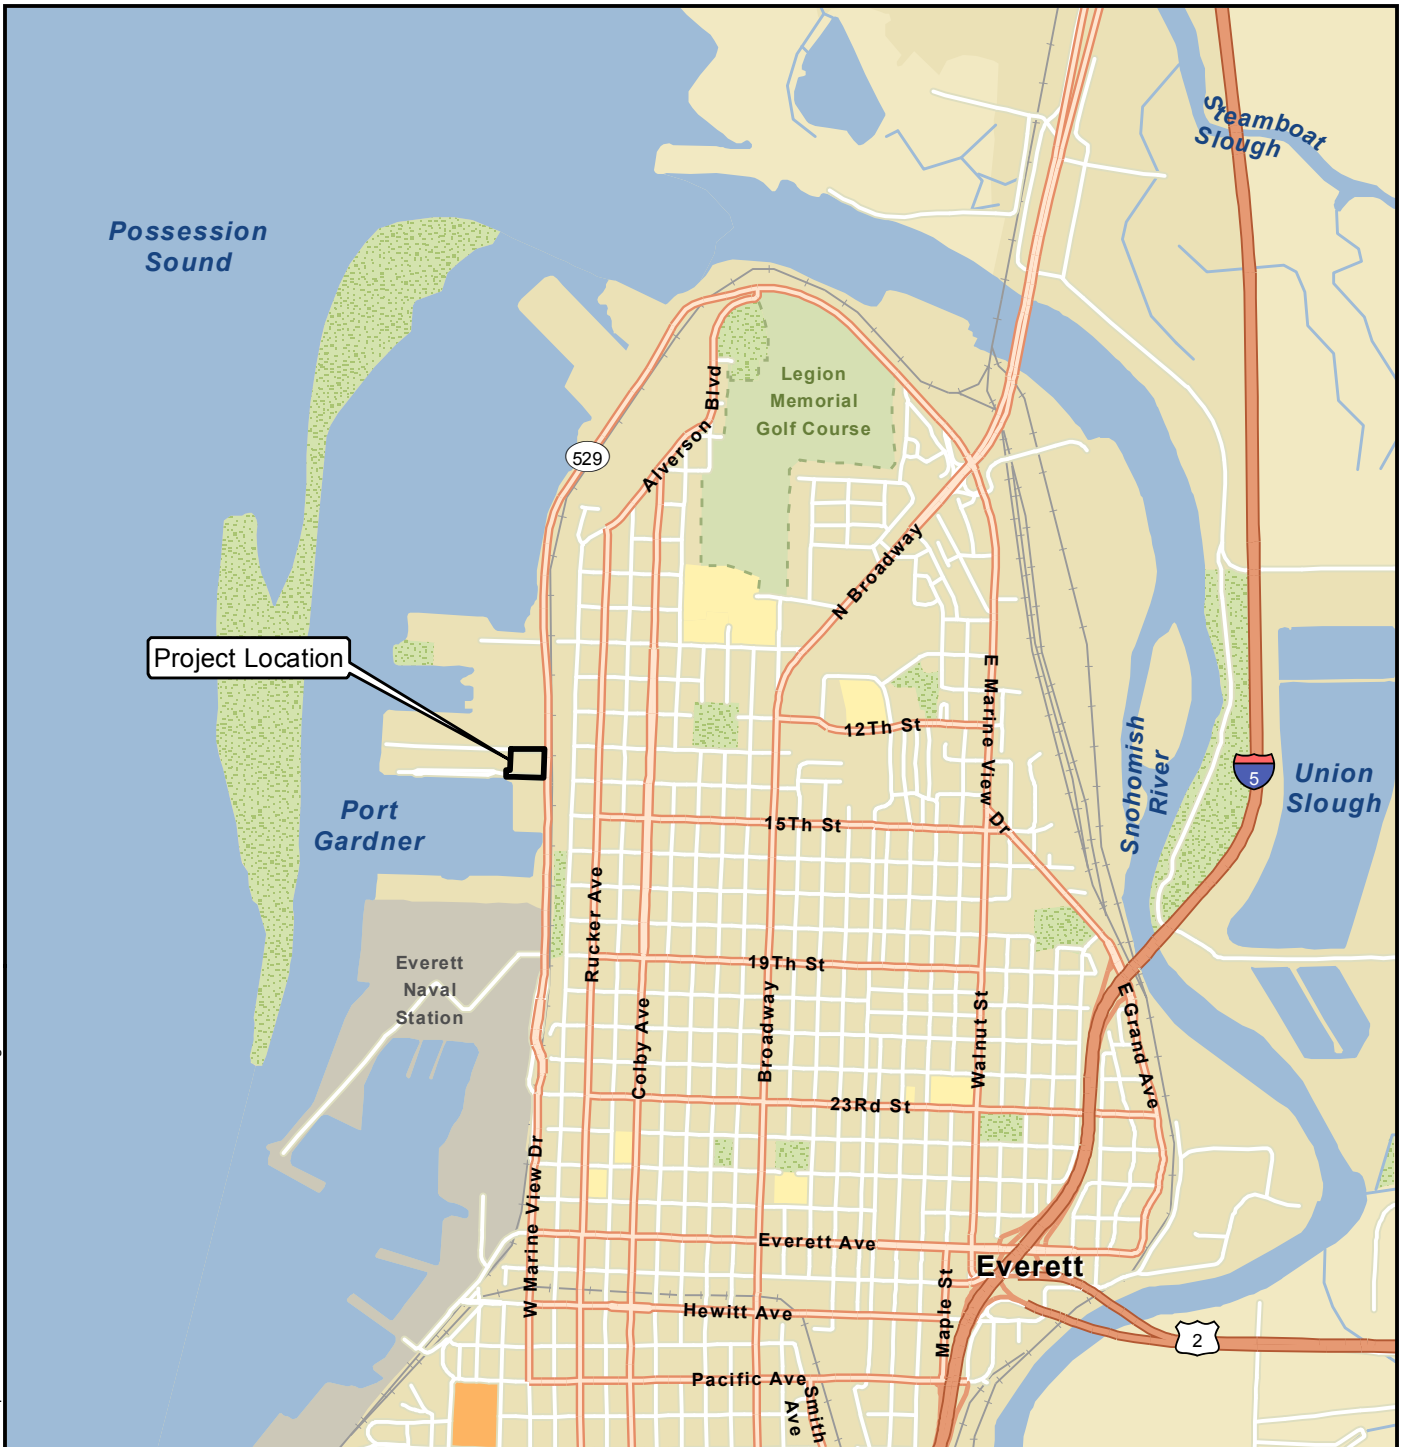 Steamboat
Slough
Possession
Sound
Legion
Memorial
Golf Course
Alverson Blvd
529
N Broadway
Project Location
E Marine View Dr
12Th St
Snohomish
River
5
Union
Slough
Port
Gardner
15Th St
Rucker Ave
Everett
Naval
Station
19Th St
Colby Ave
Broadway
Walnut St
E Grand Ave
23Rd St
W Marine View Dr
Everett Ave
Everett
Maple St
Hewitt Ave
2
Pacific Ave
Smith
Ave